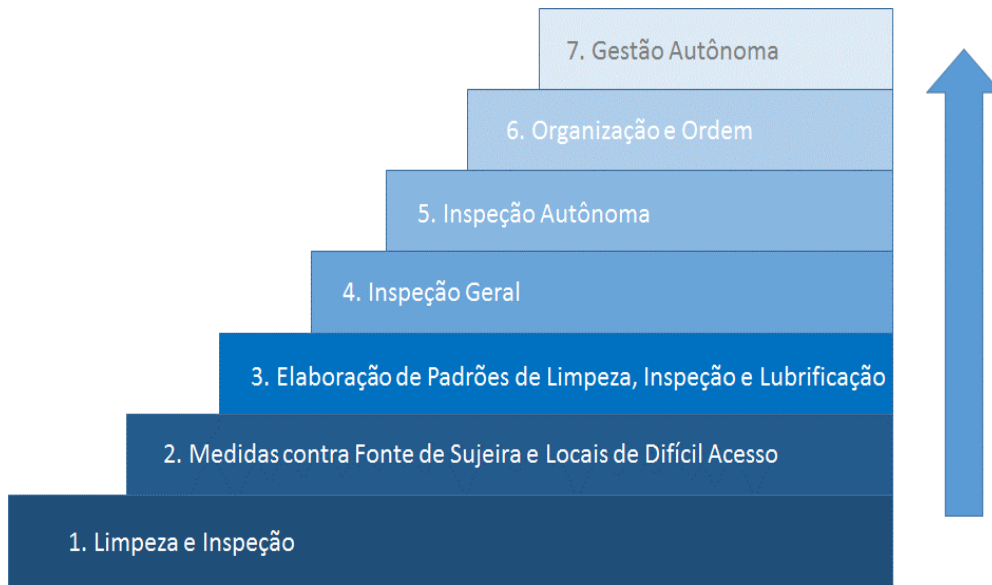 7. Gestão Autônoma
6. Organização e Ordem
5. Inspeção Autônoma
4. Inspeção Geral
3. Elaboração de Padrões de Limpeza, Inspeção e Lubrificação
2. Medidas contra Fonte de Sujeira e Locais de Difícil Acesso
1. Limpeza e Inspeção